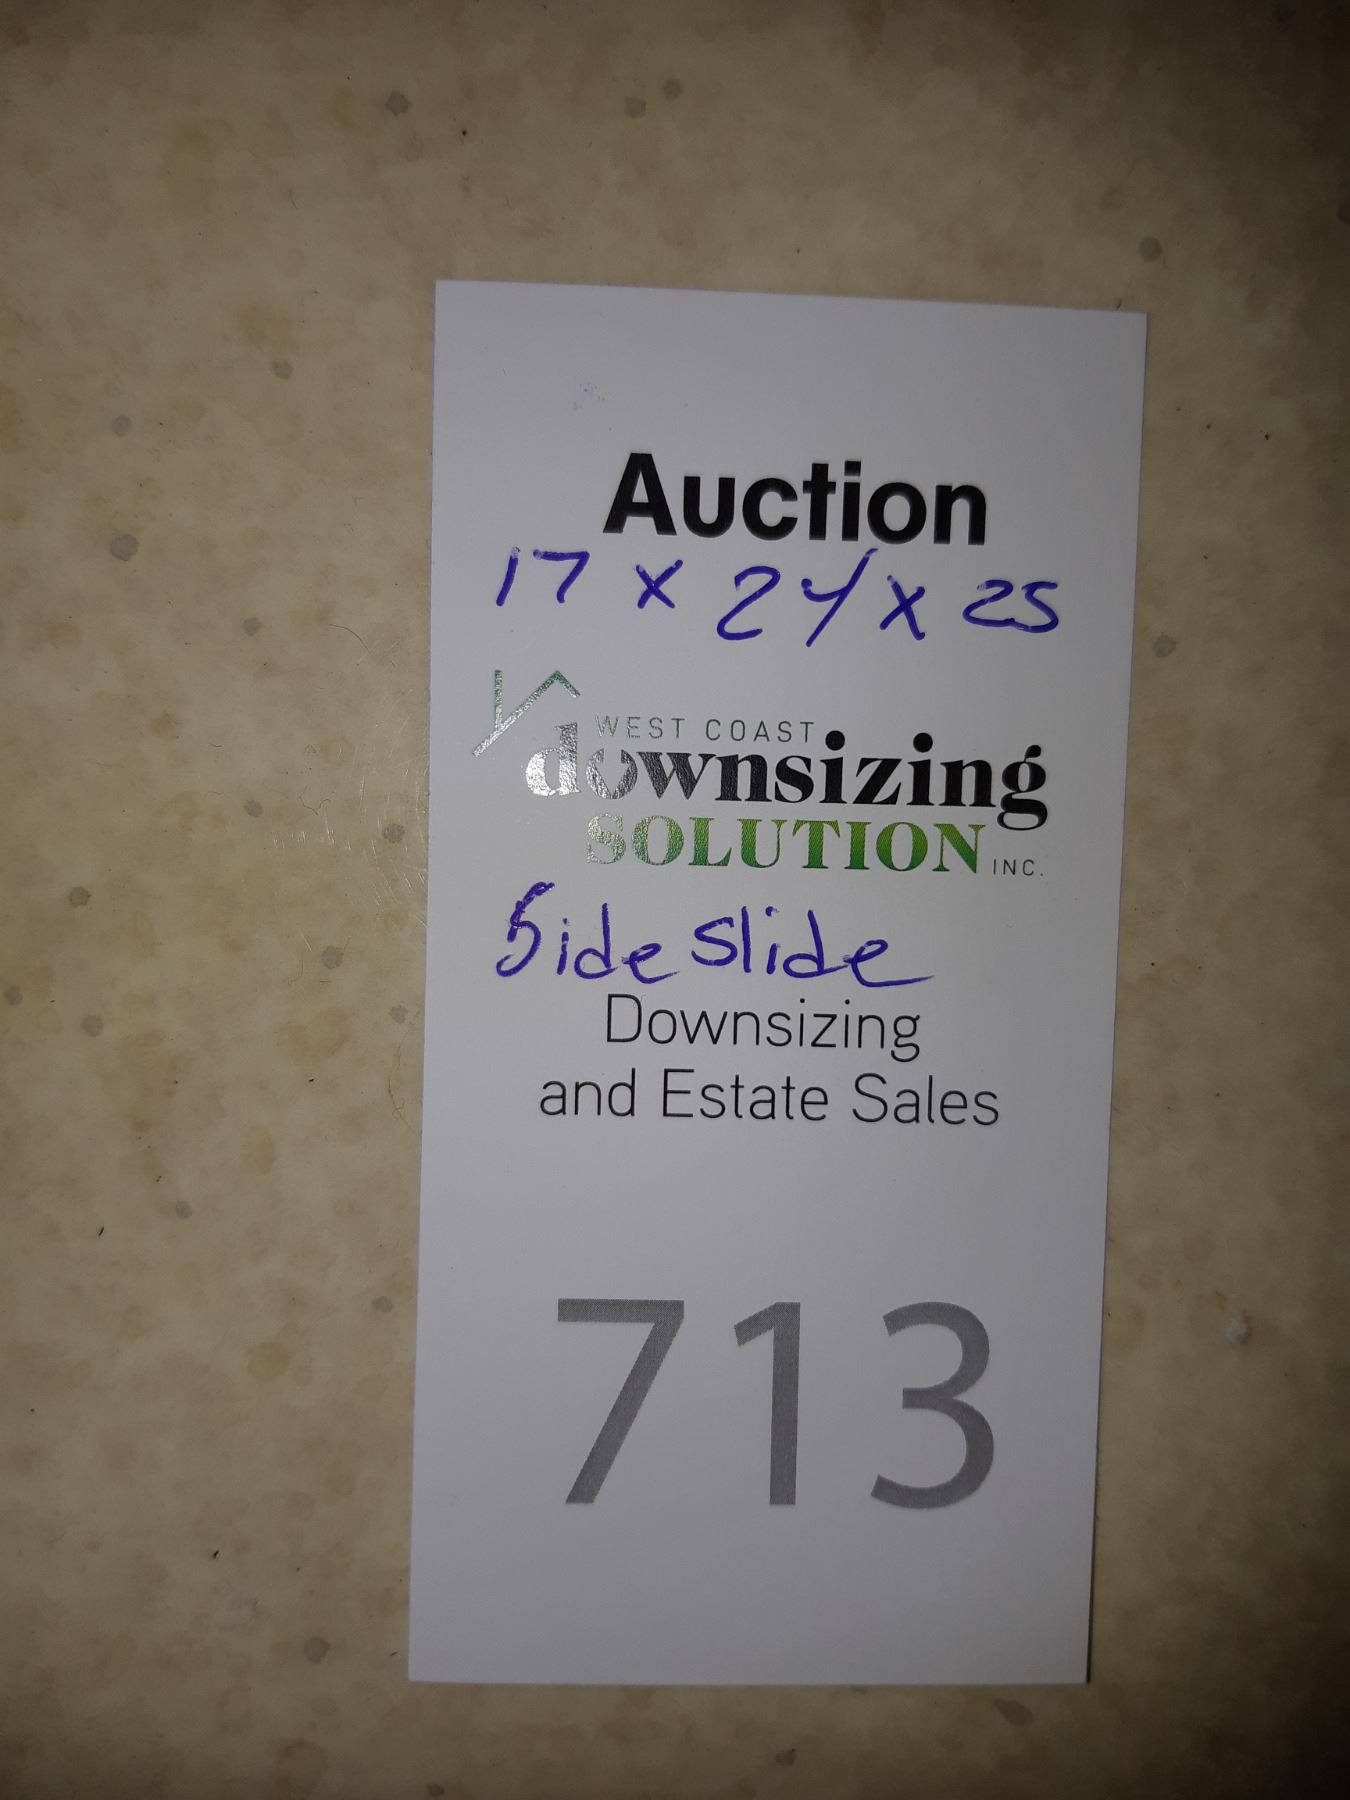 Auction
17 x 24 x 25
WEST COAST
downsizing
SOLUTION INC.
Side slide
Downsizing
and Estate Sales
713